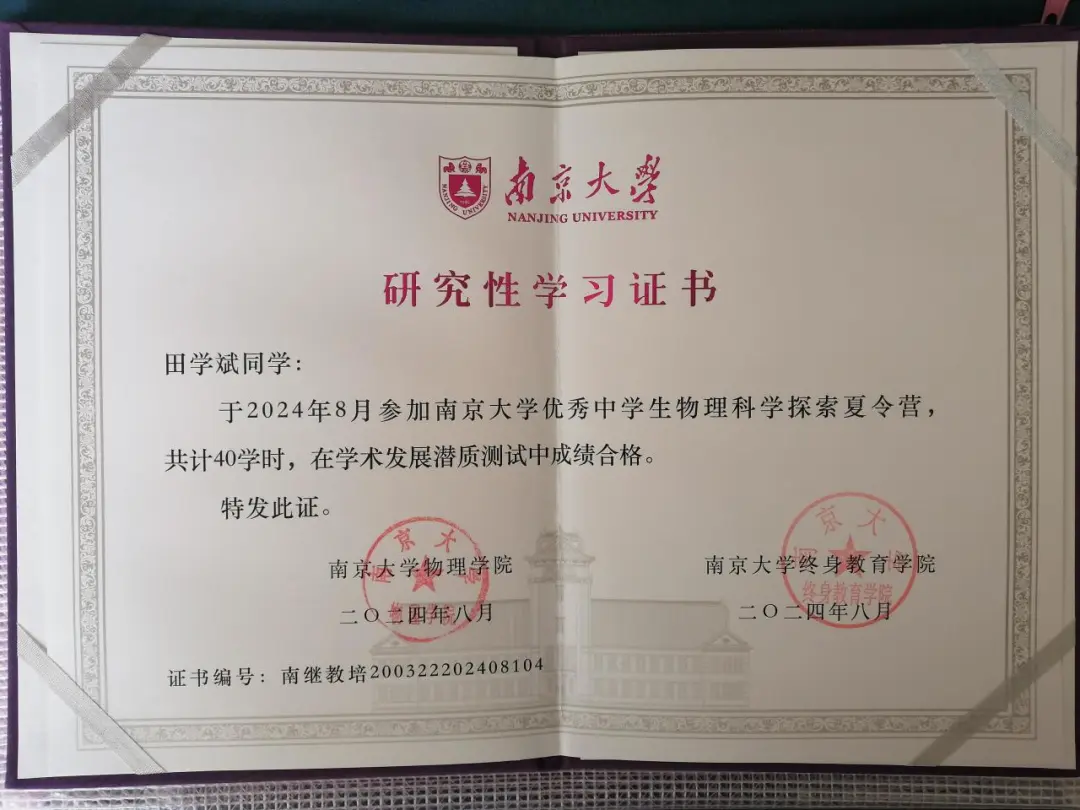 南京大学
NANJING UNIVERSITY
研究性学习证书
田学斌同学：
于2024年8月参加南京大学优秀中学生物理科学探索夏令营，
共计40学时，在学术发展潜质测试中成绩合格。
特发此证。
南京大学物理学院
二〇二四年八月
南京大学终身教育学院
二〇二四年八月
终身教育学院
证书编号：南继教培200322202408104